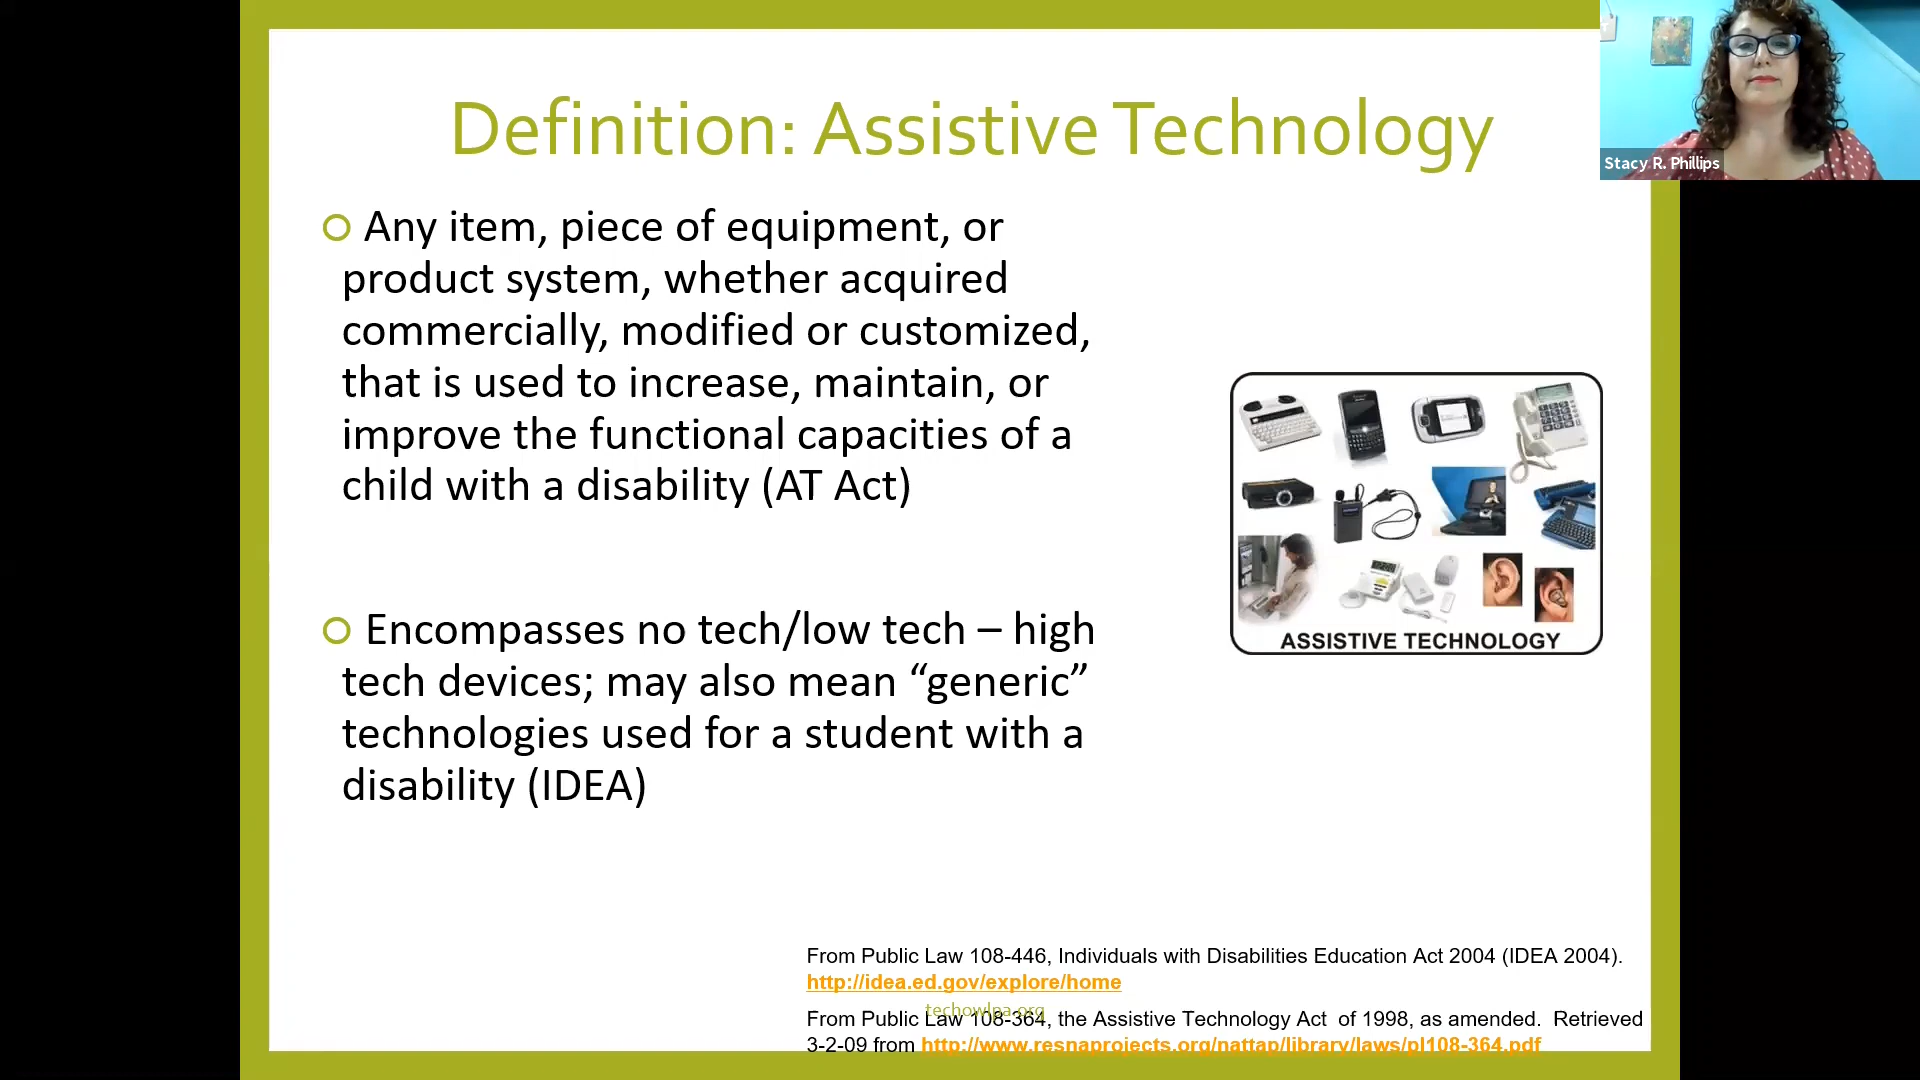 Definition: Assistive Technology
Stacy R. Phillips
Any item, piece of equipment, or
product system, whether acquired
commercially, modified or customized,
that is used to increase, maintain, or
improve the functional capacities of a
child with a disability (AT Act)
Encompasses no tech/low tech – high
tech devices; may also mean “generic”
technologies used for a student with a
disability (IDEA)
ASSISTIVE TECHNOLOGY
From Public Law 108-446, Individuals with Disabilities Education Act 2004 (IDEA 2004).
http://idea.ed.gov/explore/home
techowlpa.org
From Public Law 108-364, the Assistive Technology Act of 1998, as amended. Retrieved
3-2-09 from http://www.resnaprojects.org/nattap/library/laws/pl108-364.pdf